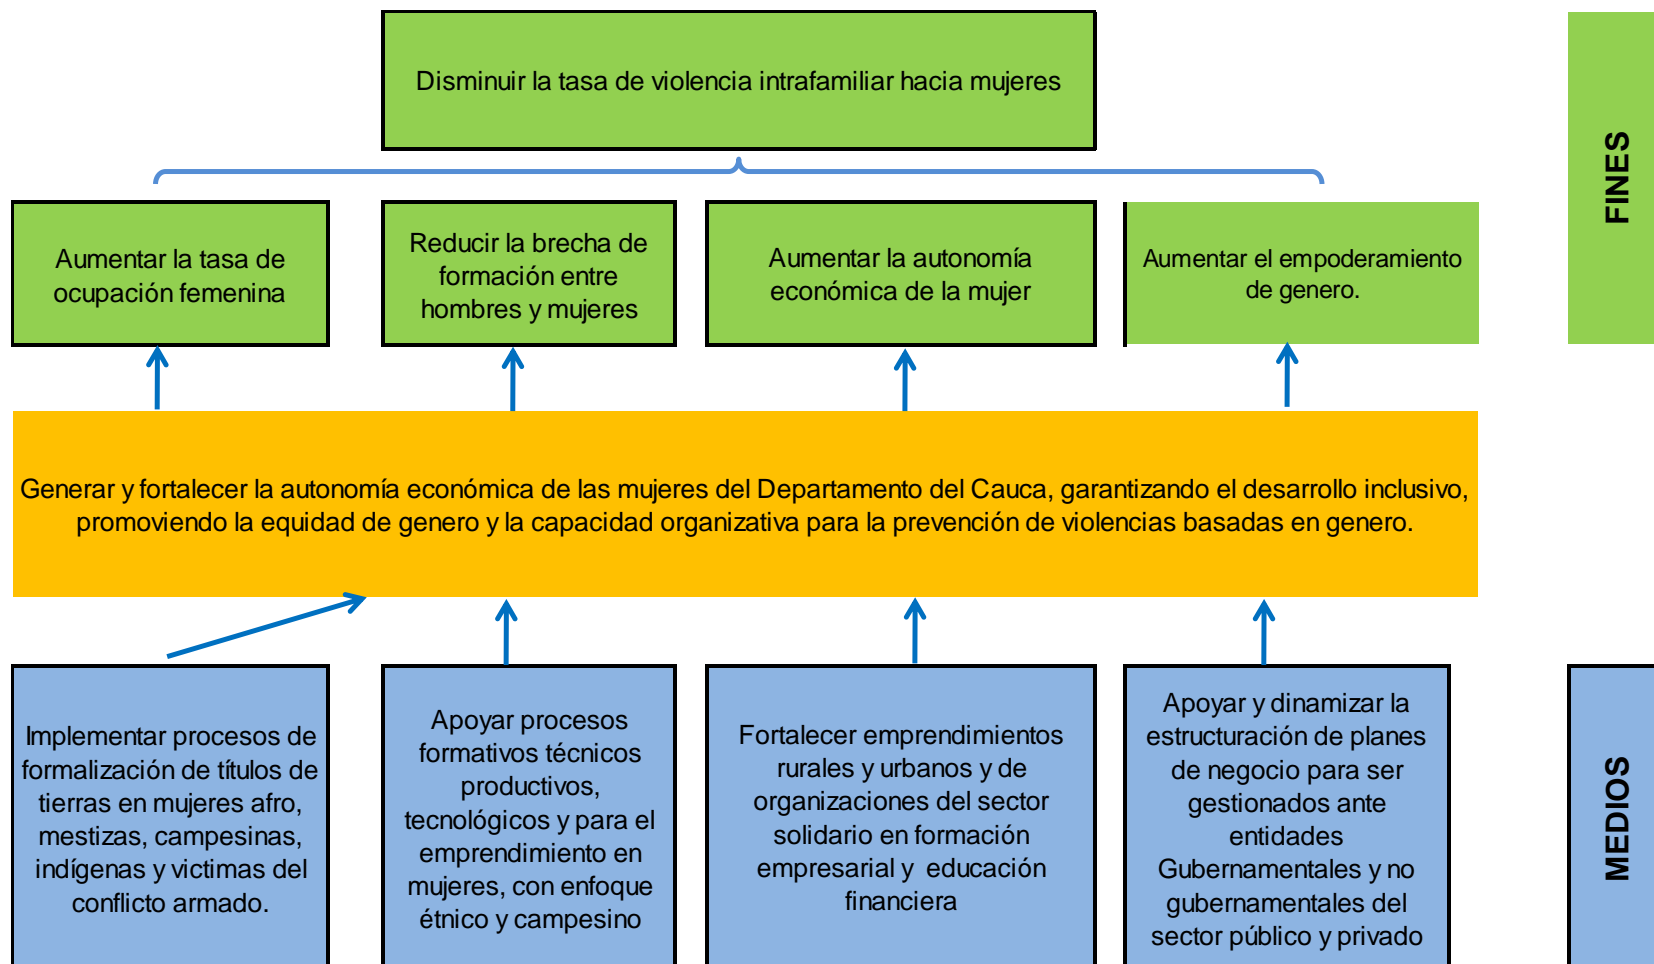 Disminuir la tasa de violencia intrafamiliar hacia mujeres
FINES
Aumentar la tasa de
ocupación femenina
Reducir la brecha de
formación entre
hombres y mujeres
Aumentar la autonomía
económica de la mujer
Aumentar el empoderamiento
de genero.
Generar y fortalecer la autonomía económica de las mujeres del Departamento del Cauca, garantizando el desarrollo inclusivo,
promoviendo la equidad de genero y la capacidad organizativa para la prevención de violencias basadas en genero.
Implementar procesos de
formalización de títulos de
tierras en mujeres afro,
mestizas, campesinas,
indígenas y victimas del
conflicto armado.
Apoyar procesos
formativos técnicos
productivos,
tecnológicos y para el
emprendimiento en
mujeres, con enfoque
étnico y campesino
Fortalecer emprendimientos
rurales y urbanos y de
organizaciones del sector
solidario en formación
empresarial y educación
financiera
Apoyar y dinamizar la
estructuración de planes
de negocio para ser
gestionados ante
entidades
Gubernamentales y no
gubernamentales del
sector público y privado
MEDIOS